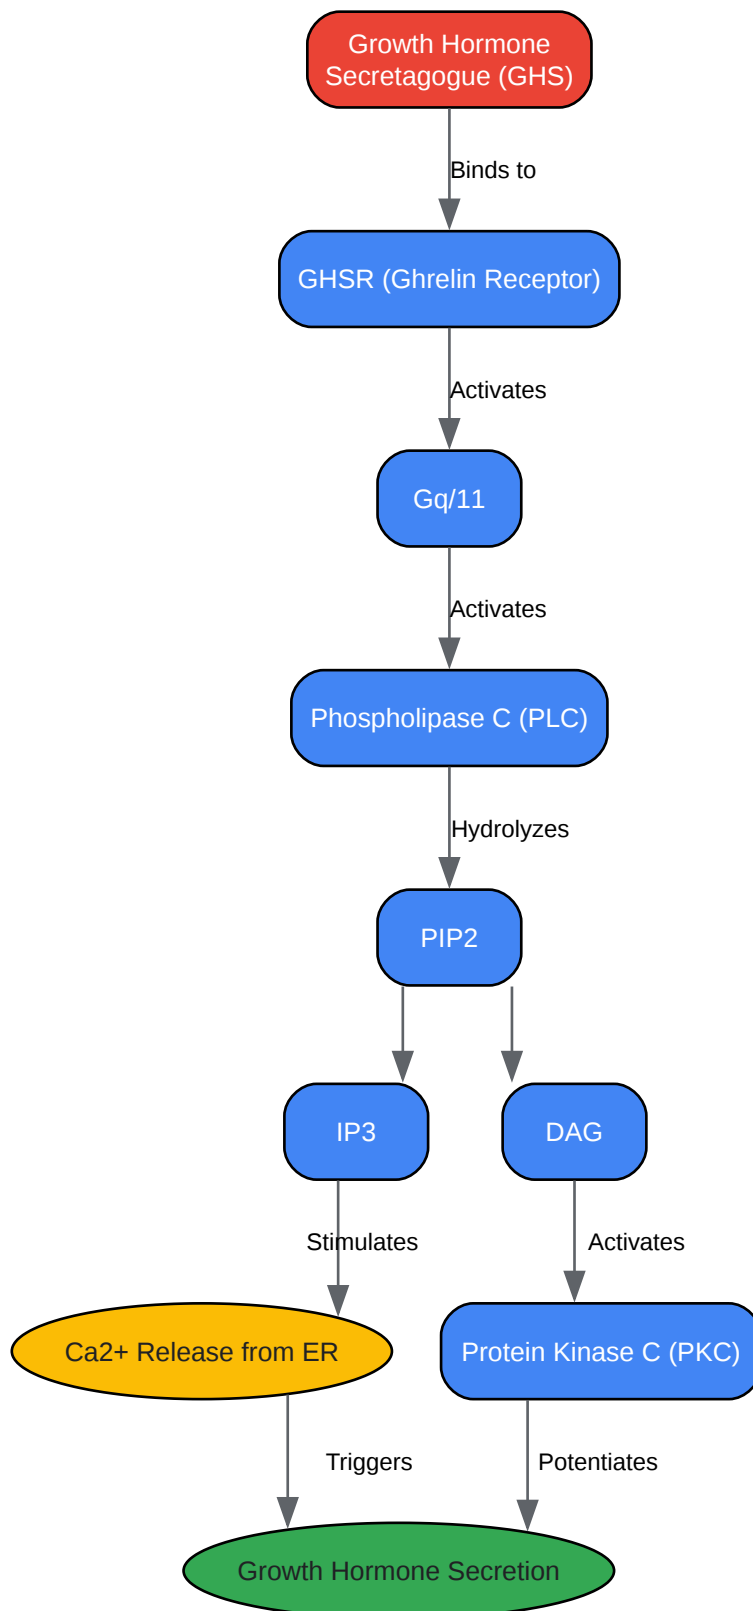 Growth Hormone
Secretagogue (GHS)
Binds to
GHSR (Ghrelin Receptor)
Activates
Gq/11
Activates
Phospholipase C (PLC)
Hydrolyzes
PIP2
IP3
DAG
Stimulates
Activates
Ca2+ Release from ER
Protein Kinase C (PKC)
Triggers
Potentiates
Growth Hormone Secretion